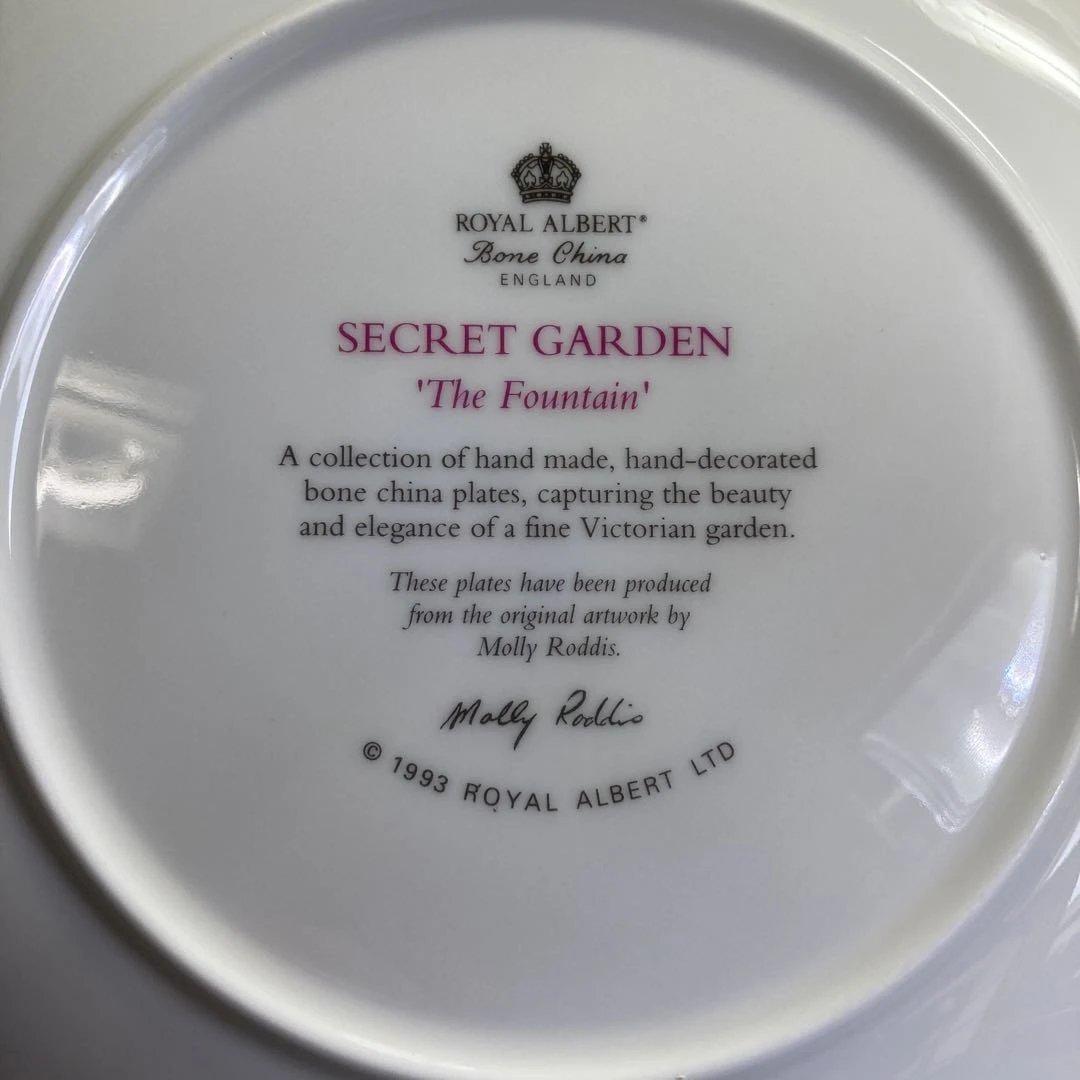 ROYAL ALBERT®
Bone China
ENGLAND
SECRET GARDEN
'The Fountain'
A collection of hand made, hand-decorated
bone china plates, capturing the beauty
and elegance of a fine Victorian garden.
These plates have been produced
from the original artwork by
Molly Roddis.
Molly Roddis
© 1993 ROYAL ALBERT LTD